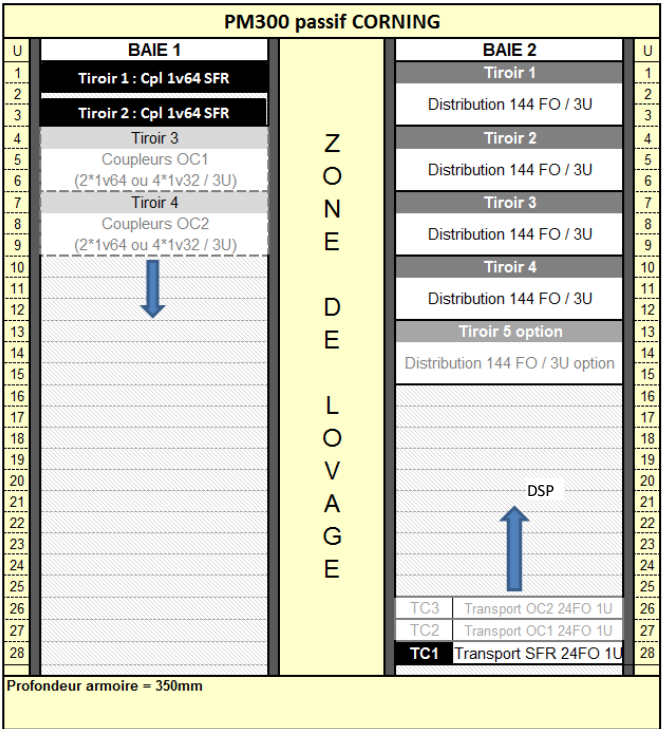 PM300 passif CORNING
U BAIE 1 BAIE 2 U
1 Tiroir 1 : Cpl 1v64 SFR Tiroir 1 1
2 Distribution 144 FO / 3U 2
3 Tiroir 2 : Cpl 1v64 SFR 3
4 Tiroir 3 Tiroir 2 4
5 Coupleurs OC1 Distribution 144 FO / 3U 5
6 (2*1v64 ou 4*1v32 / 3U) 6
7 Tiroir 4 Tiroir 3 7
8 Coupleurs OC2 Distribution 144 FO / 3U 8
9 (2*1v64 ou 4*1v32 / 3U) 9
10 Tiroir 4 10
11 Distribution 144 FO / 3U 11
12 12
13 Tiroir 5 option 13
14 Distribution 144 FO / 3U option 14
15 15
16 16
17 17
18 18
19 19
20 20
21 DSP 21
22 22
23 23
24 24
25 25
26 TC3 Transport OC2 24FO 1U 26
27 TC2 Transport OC1 24FO 1U 27
28 TC1 Transport SFR 24FO 1U 28
Z
O
N
E
D
E
L
O
V
A
G
E
Profondeur armoire = 350mm